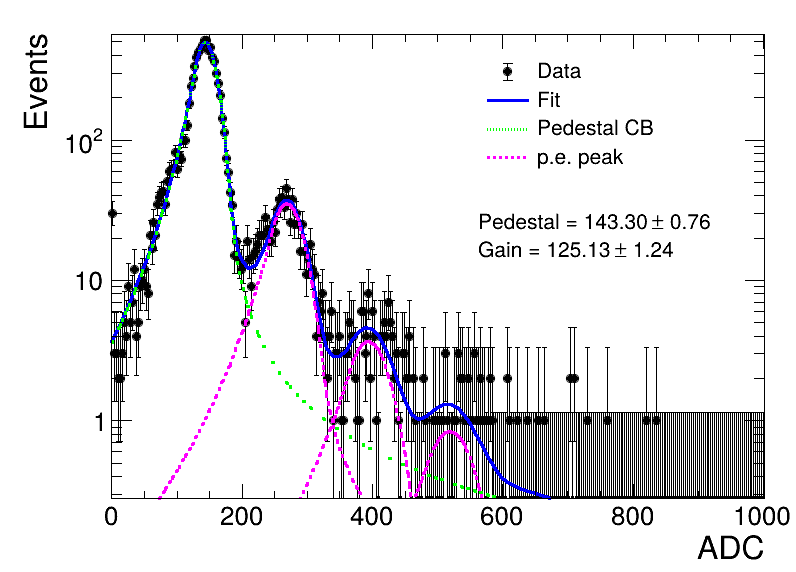 Events
Data
Fit
Pedestal CB
p.e. peak
Pedestal = 143.30 ± 0.76
Gain = 125.13 ± 1.24
10²
10
1
0 200 400 600 800 1000
ADC